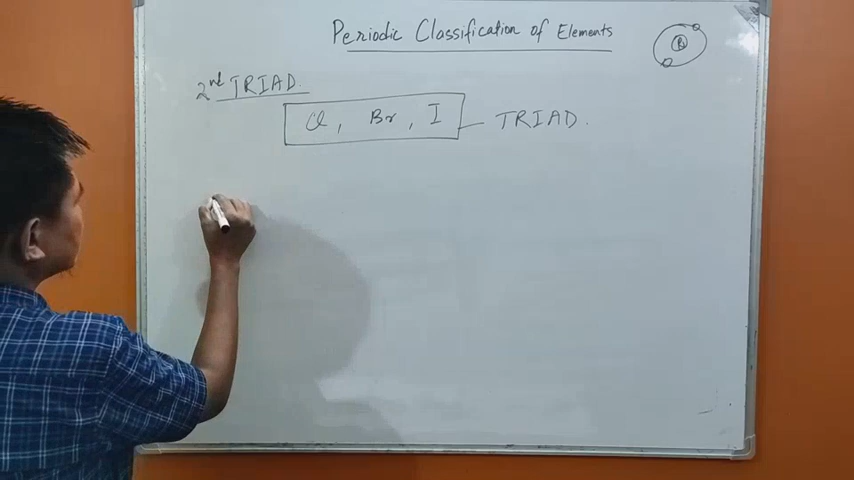 Periodic Classification of Elements
2nd TRIAD.
Cl, Br, I — TRIAD.